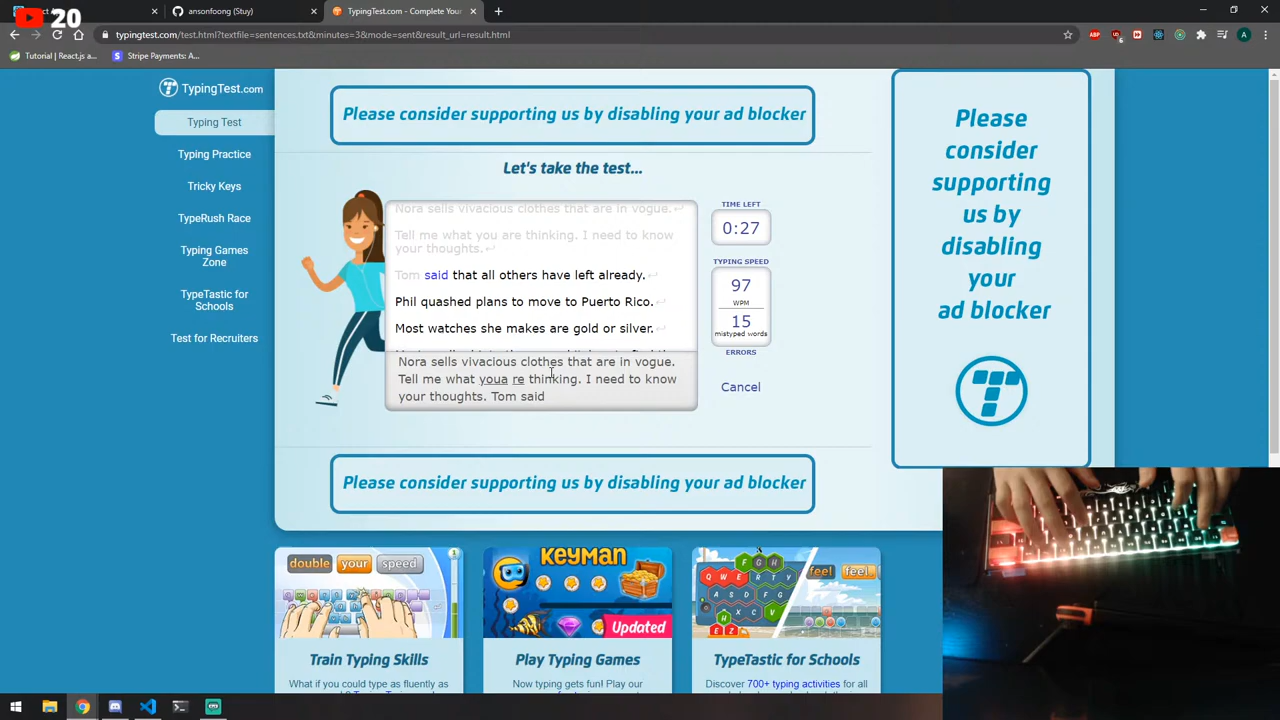 20
ansonfoong (Stuy)
TypingTest.com - Complete Your
typingtest.com/test.html?textfile=sentences.txt&minutes=3&mode=sent&result_url=result.html
Tutorial | React.js a...
Stripe Payments: A...
TypingTest.com
Typing Test
Typing Practice
Tricky Keys
TypeRush Race
Typing Games
Zone
TypeTastic for
Schools
Test for Recruiters
Please consider supporting us by disabling your ad blocker
Let's take the test...
Nora sells vivacious clothes that are in vogue.
Tell me what you are thinking. I need to know
your thoughts.
Tom said that all others have left already.
Phil quashed plans to move to Puerto Rico.
Most watches she makes are gold or silver.
Nora sells vivacious clothes that are in vogue.
Tell me what youa re thinking. I need to know
your thoughts. Tom said
TIME LEFT
0:27
TYPING SPEED
97
WPM
15
mistyped words
ERRORS
Cancel
Please
consider
supporting
us by
disabling
your
ad blocker
Please consider supporting us by disabling your ad blocker
double your speed
KEYMAN
Updated
feel feel
Train Typing Skills
What if you could type as fluently as
Play Typing Games
Now typing gets fun! Play our
TypeTastic for Schools
Discover 700+ typing activities for all